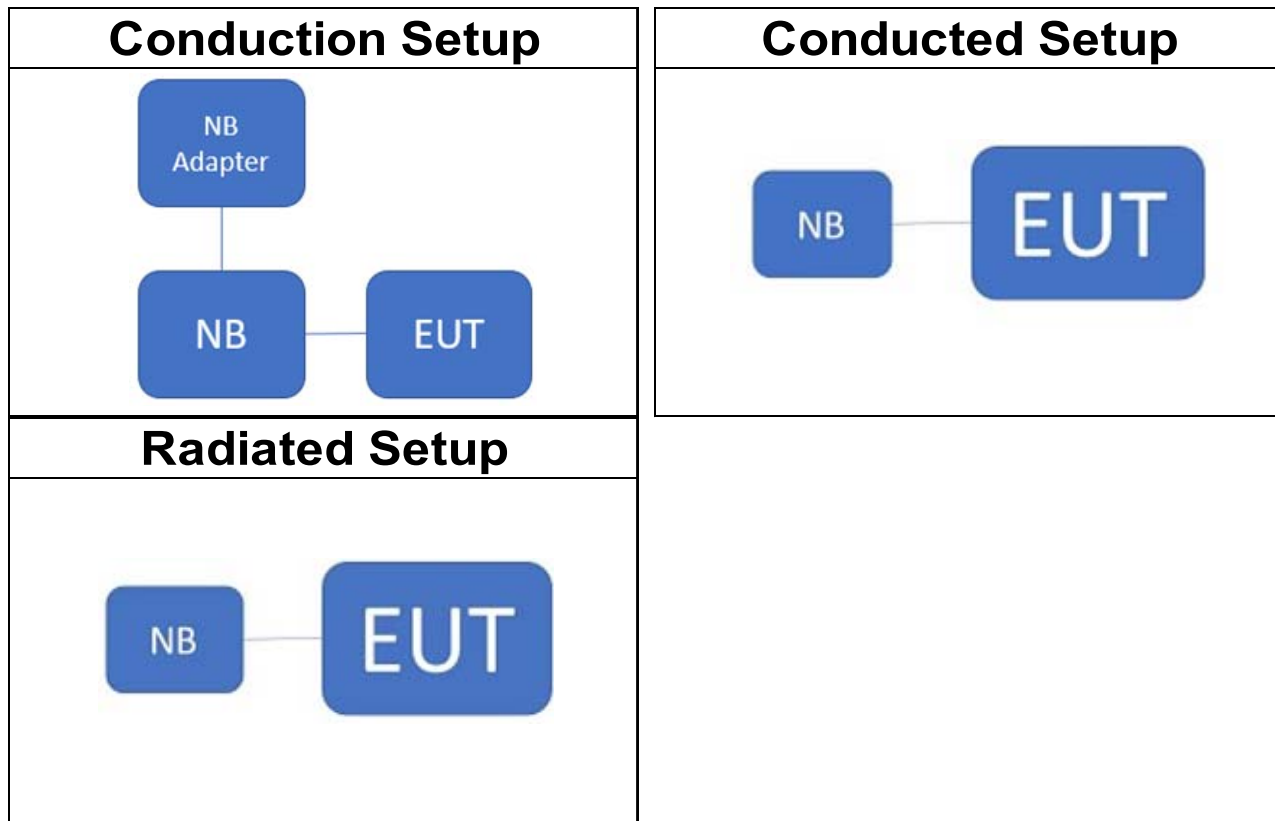 Conduction Setup
NB
Adapter
NB
EUT
Conducted Setup
NB
EUT
Radiated Setup
NB
EUT